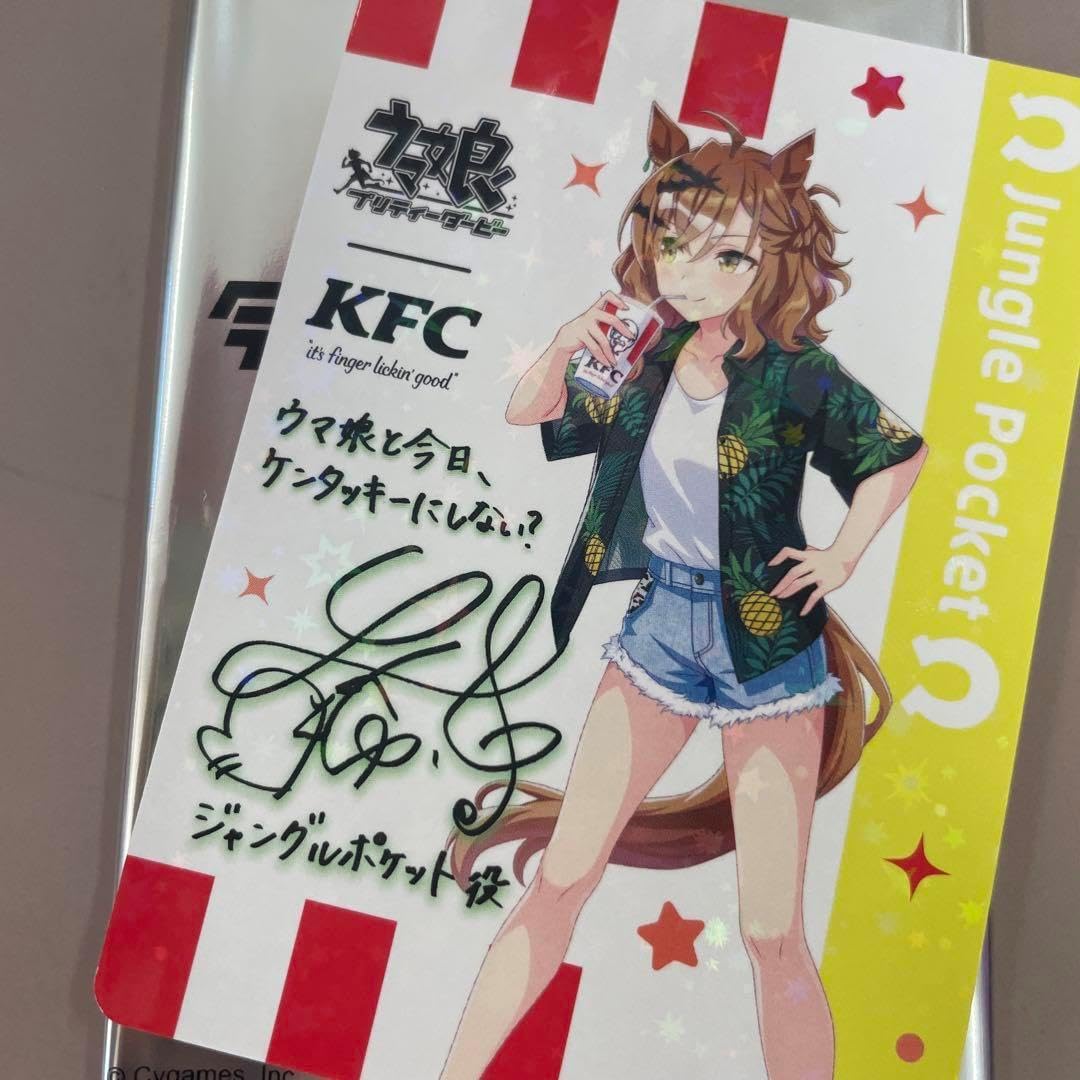 ウマ娘
プリティーダービー
KFC
"it's finger lickin' good"
ウマ娘と今日、
ケンタッキーにしない?
ジャングルポケット役
Jungle Pocket
KFC
© Cygames, Inc.